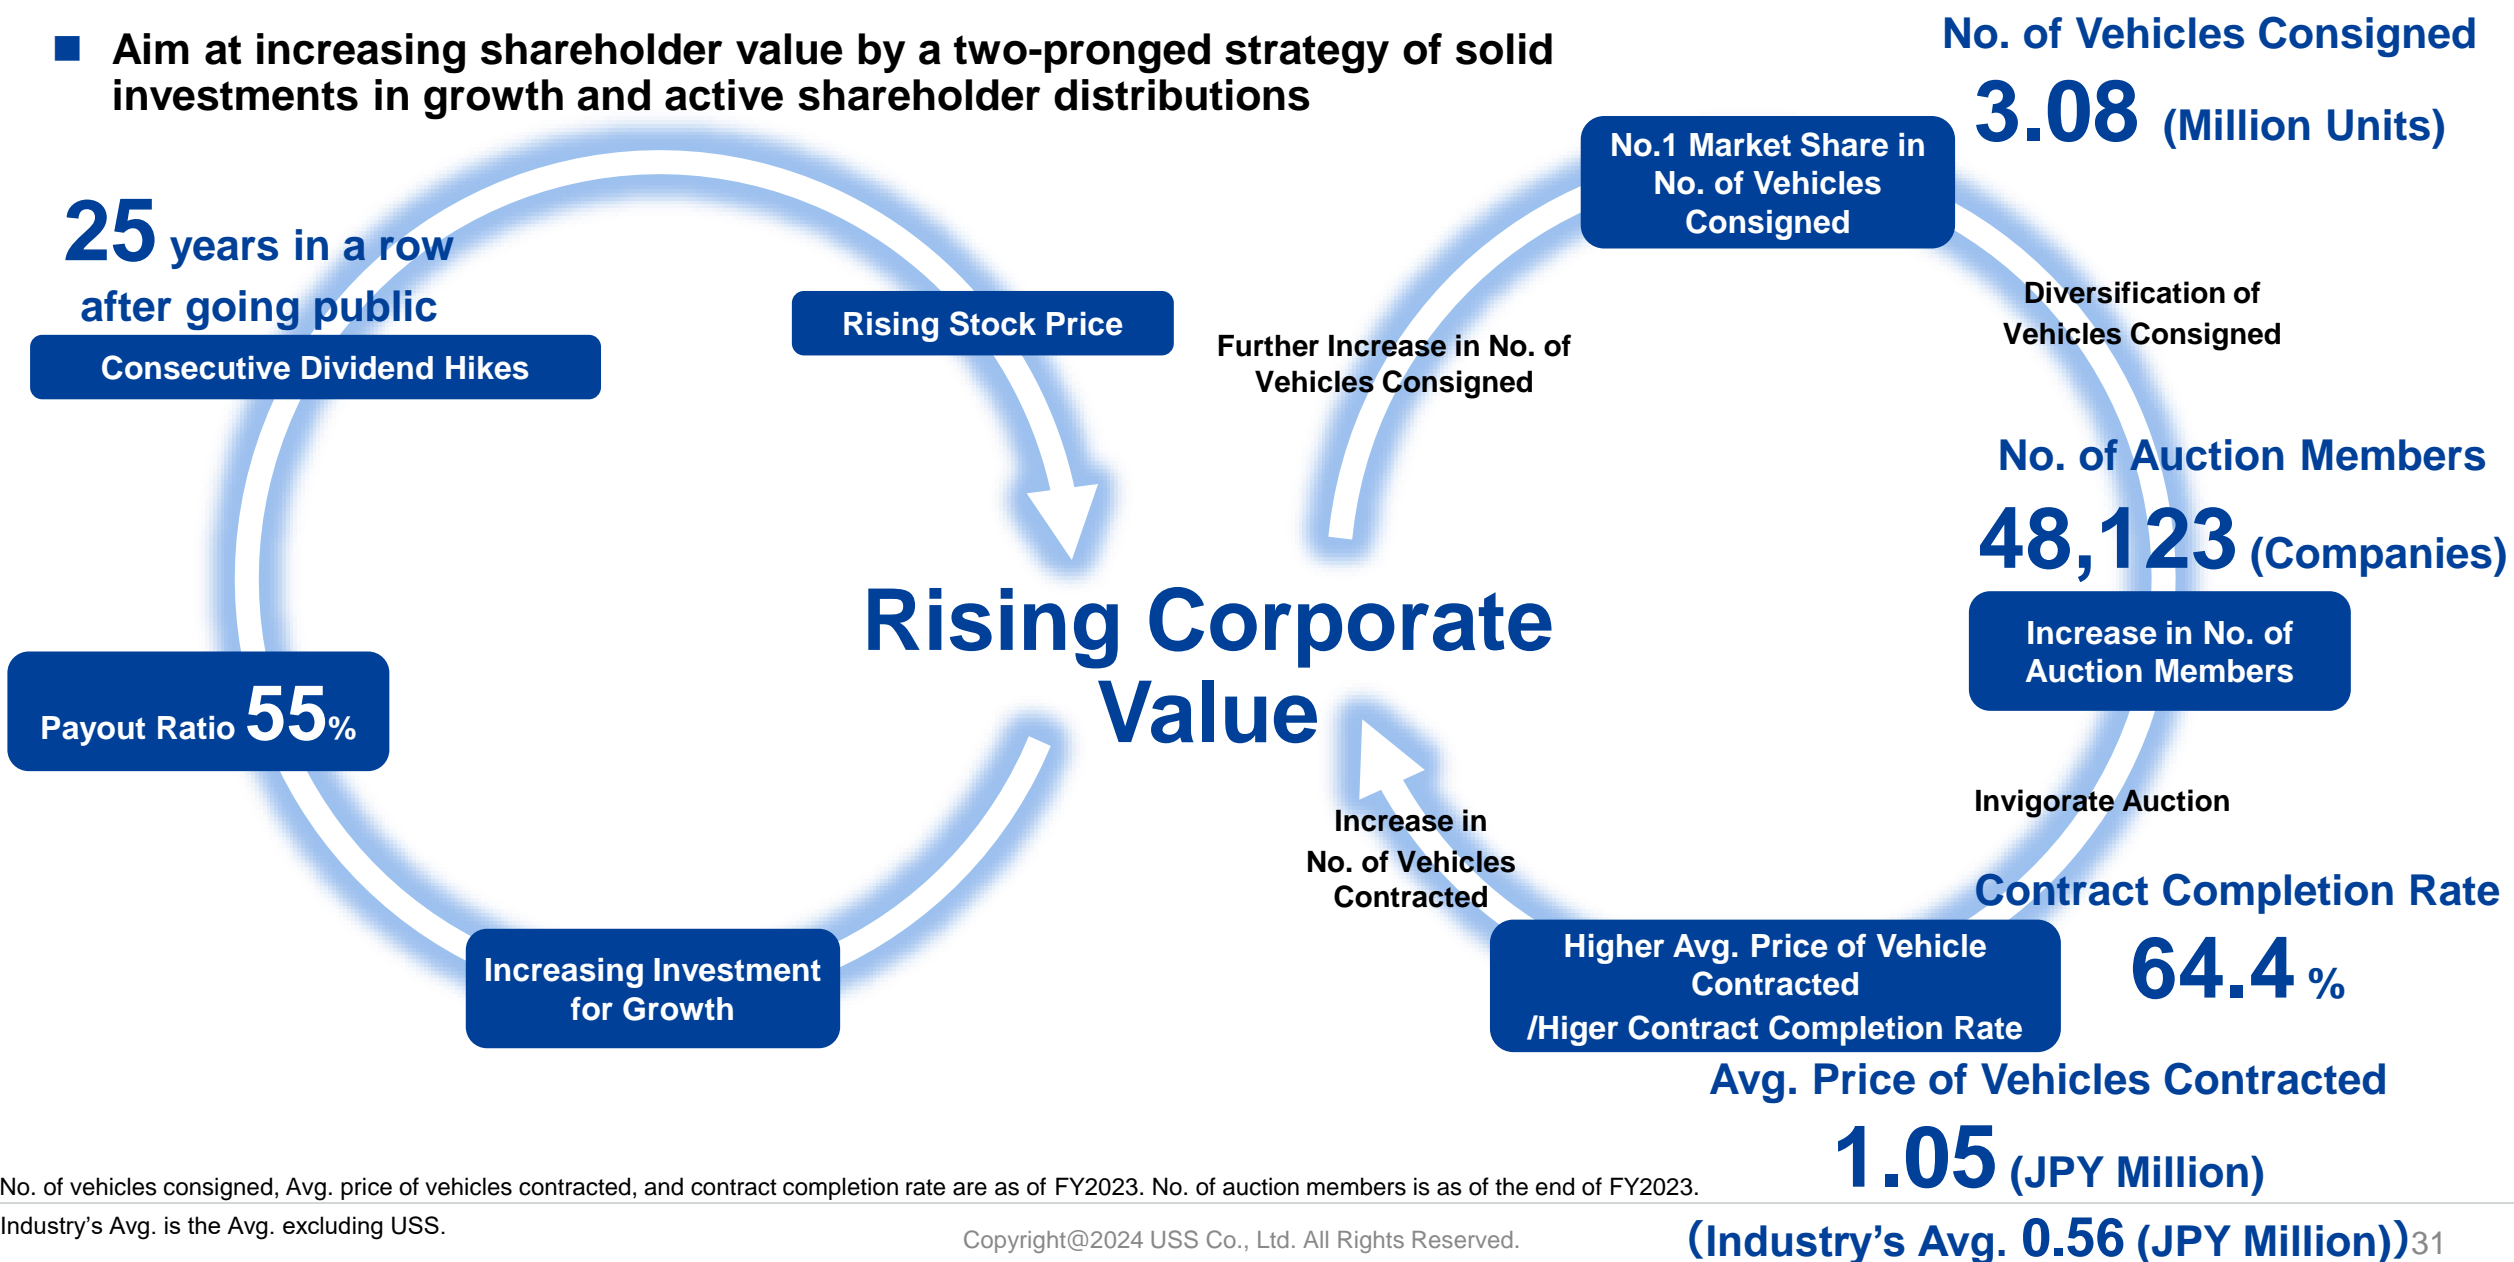 ■ Aim at increasing shareholder value by a two-pronged strategy of solid
investments in growth and active shareholder distributions
25 years in a row
after going public
Consecutive Dividend Hikes
Rising Stock Price
Payout Ratio 55%
Increasing Investment
for Growth
Rising Corporate
Value
Further Increase in No. of
Vehicles Consigned
No.1 Market Share in
No. of Vehicles
Consigned
No. of Vehicles Consigned
3.08 (Million Units)
Diversification of
Vehicles Consigned
No. of Auction Members
48,123 (Companies)
Increase in No. of
Auction Members
Invigorate Auction
Contract Completion Rate
64.4 %
Higher Avg. Price of Vehicle
Contracted
/Higer Contract Completion Rate
Increase in
No. of Vehicles
Contracted
Avg. Price of Vehicles Contracted
1.05 (JPY Million)
(Industry's Avg. 0.56 (JPY Million))
No. of vehicles consigned, Avg. price of vehicles contracted, and contract completion rate are as of FY2023. No. of auction members is as of the end of FY2023.
Industry's Avg. is the Avg. excluding USS.
Copyright@2024 USS Co., Ltd. All Rights Reserved.
31